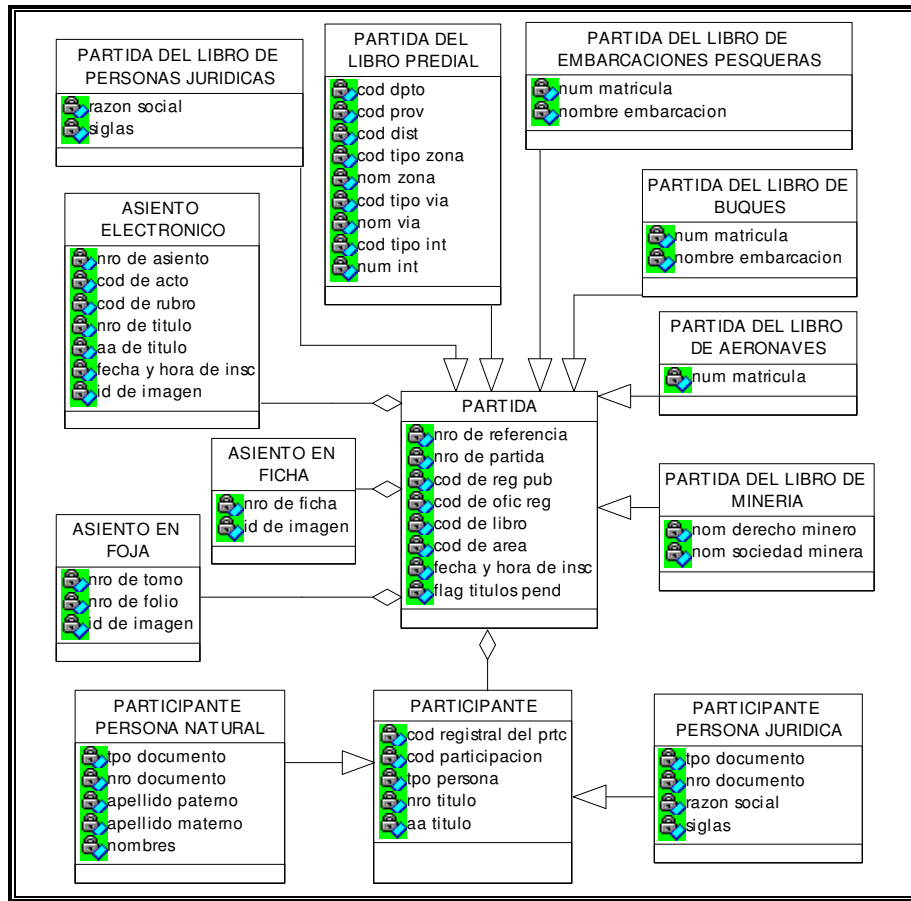 PARTIDA DEL LIBRO DE
PERSONAS JURIDICAS
razon social
siglas
PARTIDA DEL
LIBRO PREDIAL
cod dpto
cod prov
cod dist
cod tipo zona
nom zona
cod tipo via
nom via
cod tipo int
num int
PARTIDA DEL LIBRO DE
EMBARCACIONES PESQUERAS
num matricula
nombre embarcacion
PARTIDA DEL LIBRO DE
BUQUES
num matricula
nombre embarcacion
ASIENTO
ELECTRONICO
nro de asiento
cod de acto
cod de rubro
nro de titulo
aa de titulo
fecha y hora de insc
id de imagen
PARTIDA DEL LIBRO
DE AERONAVES
num matricula
PARTIDA
nro de referencia
nro de partida
cod de reg pub
cod de ofic reg
cod de libro
cod de area
fecha y hora de insc
flag titulos pend
ASIENTO EN
FICHA
nro de ficha
id de imagen
PARTIDA DEL LIBRO DE
MINERIA
nom derecho minero
nom sociedad minera
ASIENTO EN
FOJA
nro de tomo
nro de folio
id de imagen
PARTICIPANTE
PERSONA NATURAL
tpo documento
nro documento
apellido paterno
apellido materno
nombres
PARTICIPANTE
cod registral del prtc
cod participacion
tpo persona
nro titulo
aa titulo
PARTICIPANTE
PERSONA JURIDICA
tpo documento
nro documento
razon social
siglas